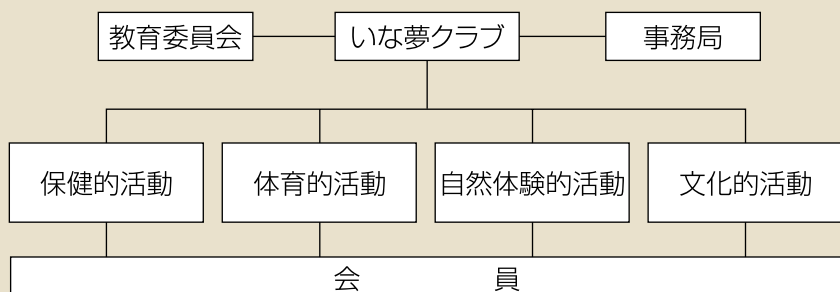 教育委員会 いな夢クラブ 事務局
保健的活動 体育的活動 自然体験的活動 文化的活動
会員